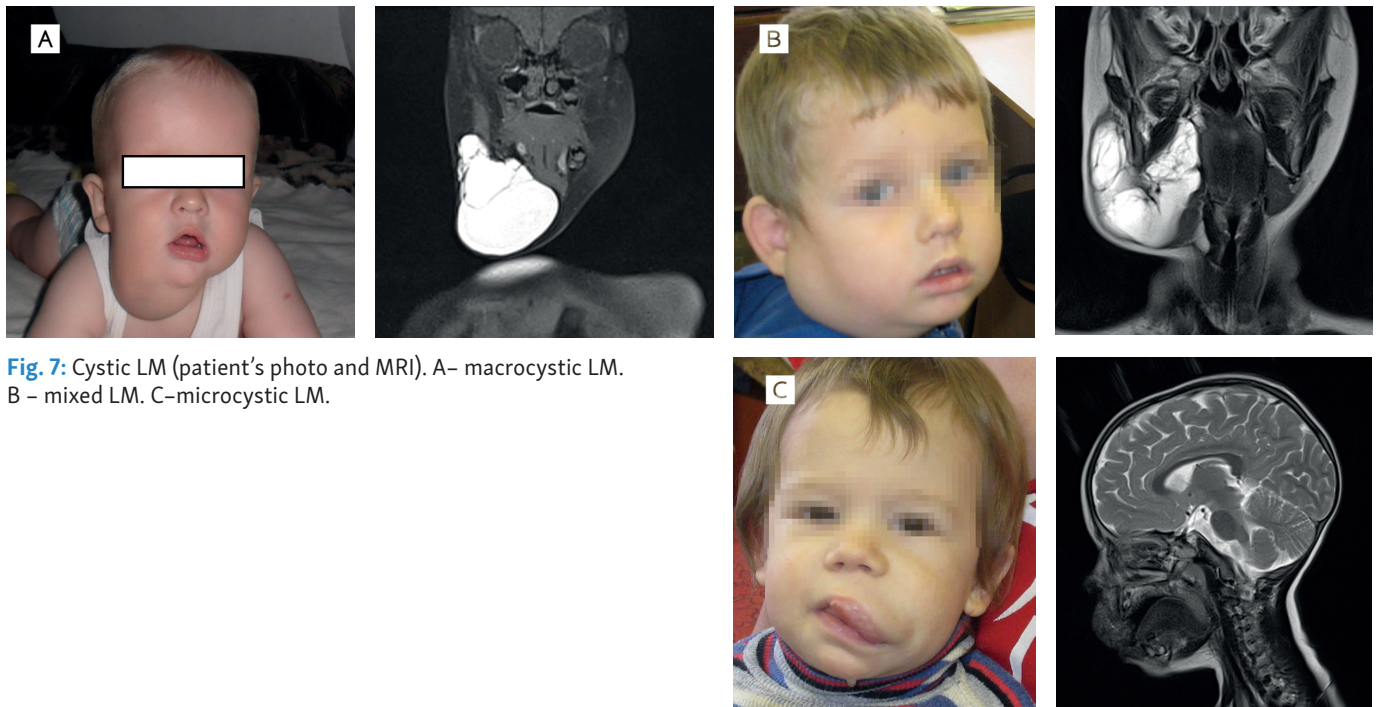 A
B
Fig. 7: Cystic LM (patient's photo and MRI). A– macrocystic LM.
B – mixed LM. C–microcystic LM.
C